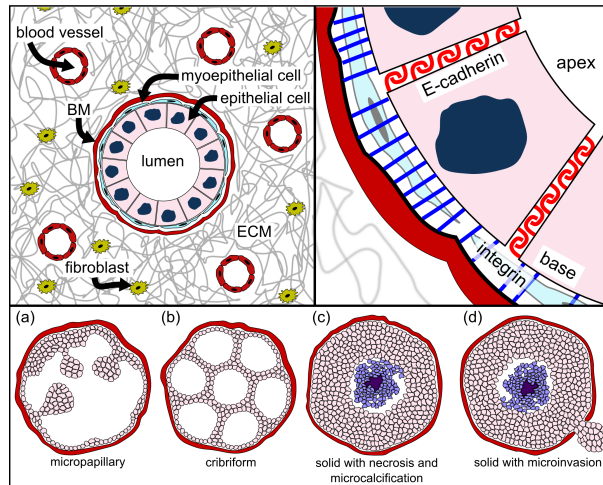 blood vessel
myoepithelial cell
BM
epithelial cell
lumen
ECM
fibroblast
E-cadherin
apex
integrin
base
(a)
(b)
(c)
(d)
micropapillary
cribriform
solid with necrosis and
microcalcification
solid with microinvasion